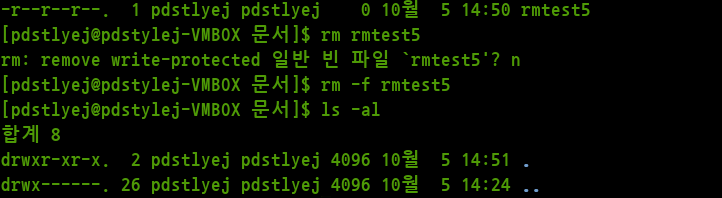 -r--r--r--. 1 pdstlyej pdstlyej    0 10월  5 14:50 rmtest5
[pdstlyej@pdstylej-VMBOX 문서]$ rm rmtest5
rm: remove write-protected 일반 빈 파일 `rmtest5'? n
[pdstlyej@pdstylej-VMBOX 문서]$ rm -f rmtest5
[pdstlyej@pdstylej-VMBOX 문서]$ ls -al
합계 8
drwxr-xr-x.  2 pdstlyej pdstlyej 4096 10월  5 14:51 .
drwx------. 26 pdstlyej pdstlyej 4096 10월  5 14:24 ..